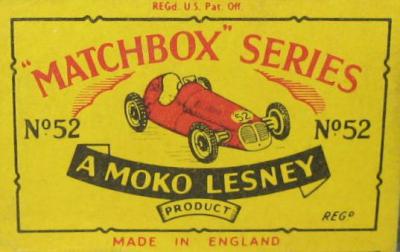 REGd. U.S. Pat. Off.
"MATCHBOX" SERIES
No52 52 No52
A MOKO LESNEY
PRODUCT
REGD
MADE IN ENGLAND